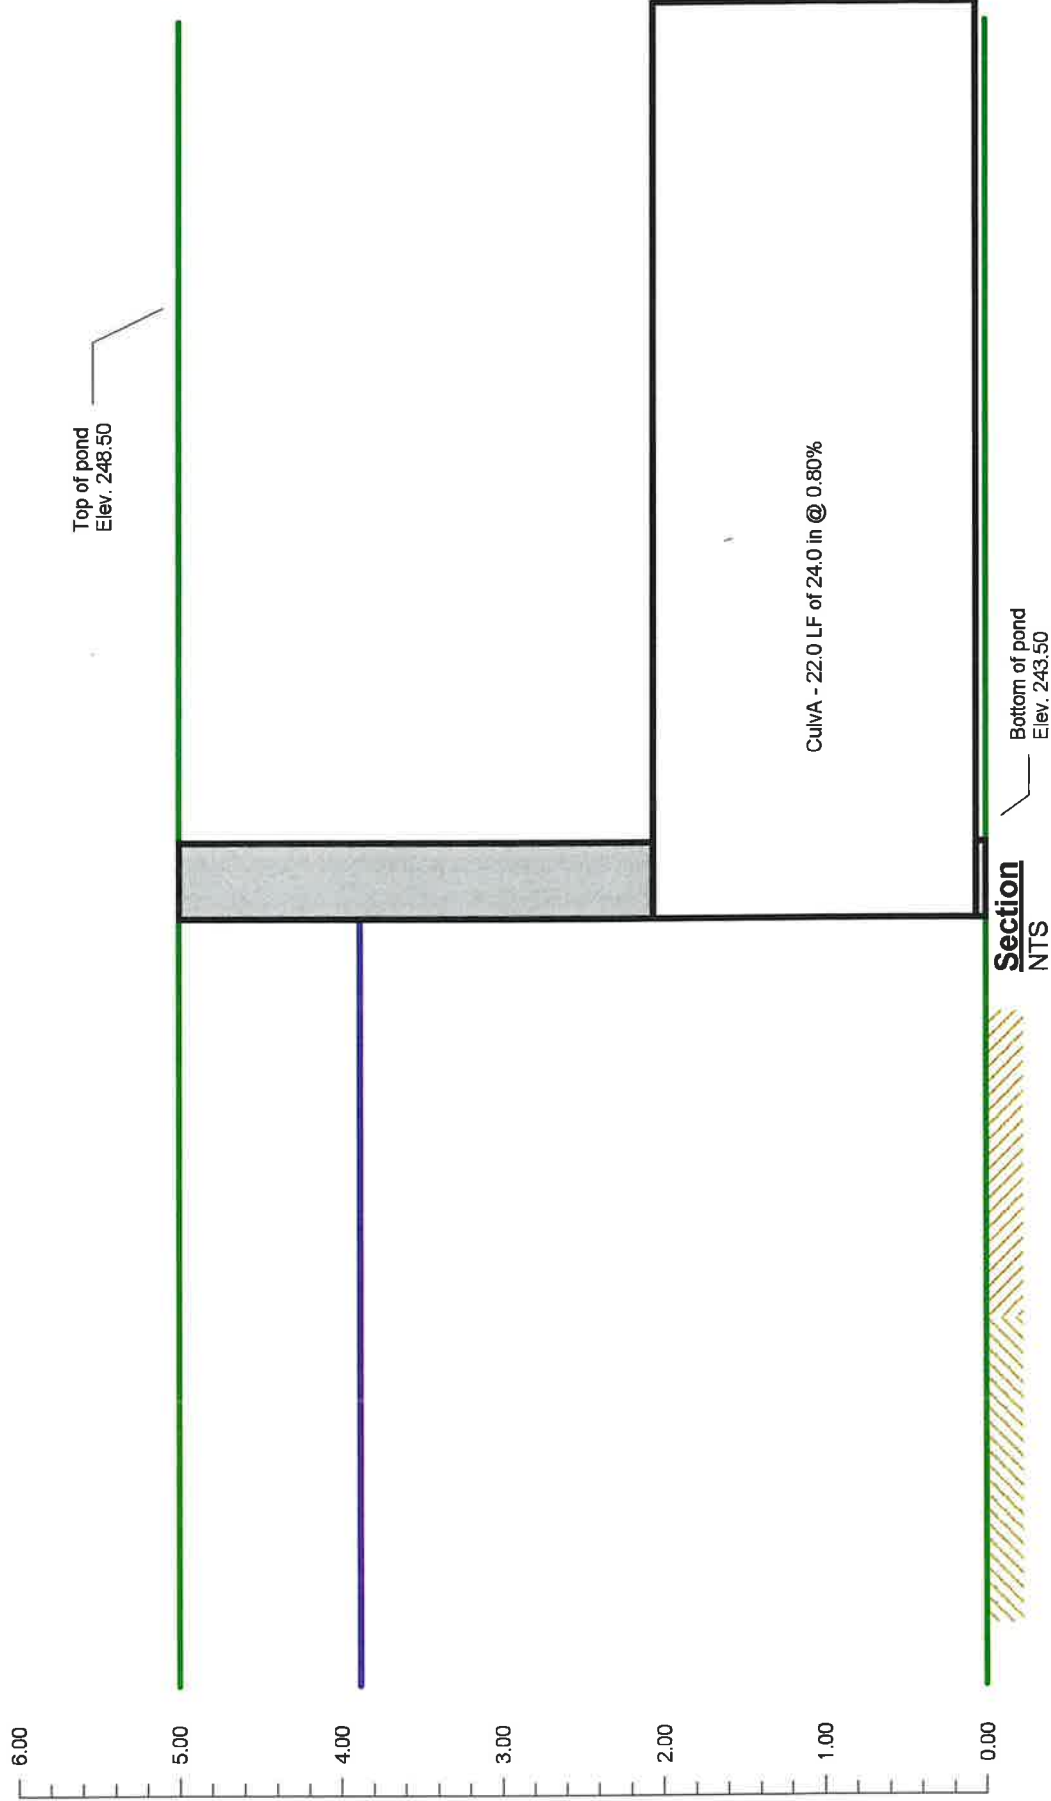 6.00
5.00
4.00
3.00
2.00
1.00
0.00
Top of pond
Elev. 248.50
CulvA - 22.0 LF of 24.0 in @ 0.80%
Bottom of pond
Elev. 243.50
Section
NTS